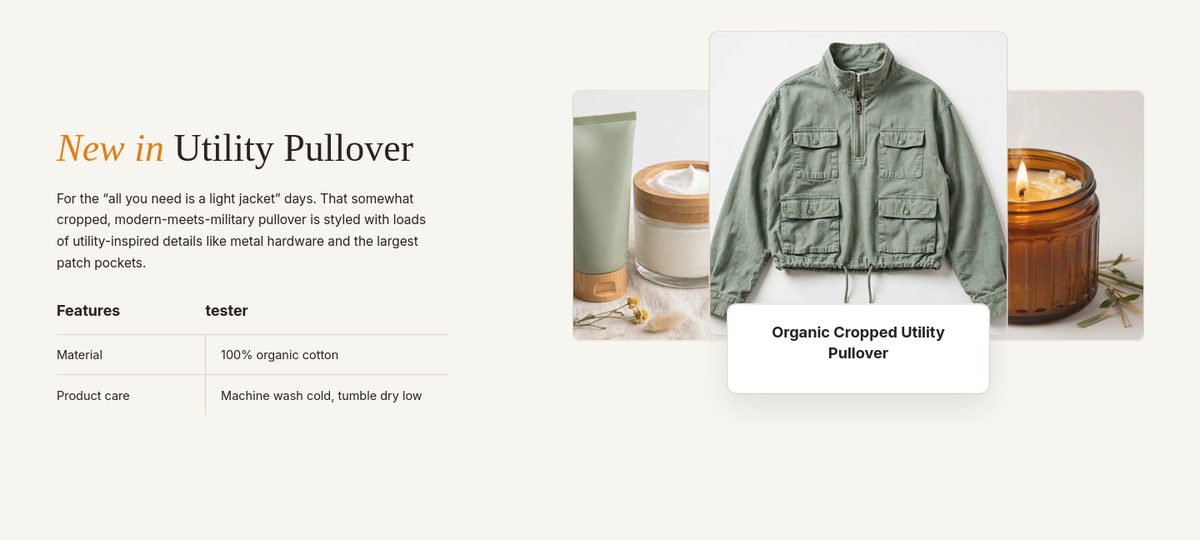 New in Utility Pullover
For the “all you need is a light jacket” days. That somewhat
cropped, modern-meets-military pullover is styled with loads
of utility-inspired details like metal hardware and the largest
patch pockets.
Features tester
Material 100% organic cotton
Product care Machine wash cold, tumble dry low
Organic Cropped Utility
Pullover